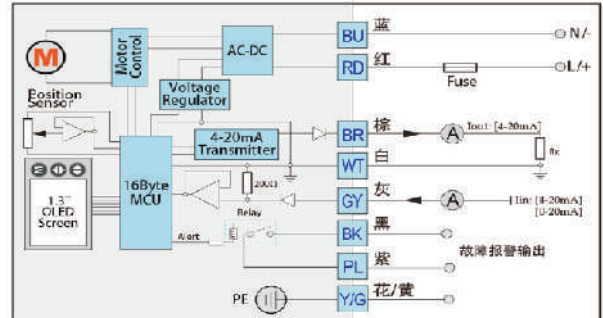 M
Motor
Control
AC-DC
Voltage
Regulator
Position
Sensor
4-20mA
Transmitter
16Byte
MCU
1.3"
OLED
Screen
200Ω
Relay
Alert
PE
BU 蓝 N/-
RD 红 L/+
Fuse
BR 棕 A Iout: [4-20mA]
Rx
WT 白
GY 灰 A Iin: [4-20mA]
[0-20mA]
BK 黑
故障报警输出
PL 紫
Y/G 花/黄